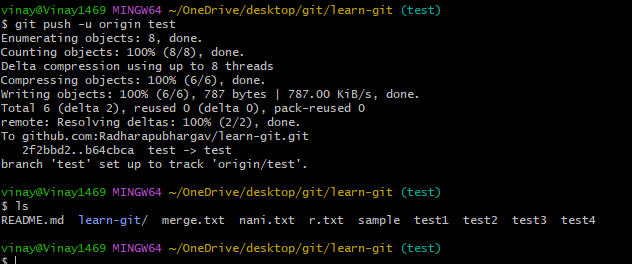 vinay@Vinay1469 MINGW64 ~/OneDrive/desktop/git/learn-git (test)
$ git push -u origin test
Enumerating objects: 8, done.
Counting objects: 100% (8/8), done.
Delta compression using up to 8 threads
Compressing objects: 100% (6/6), done.
Writing objects: 100% (6/6), 787 bytes | 787.00 KiB/s, done.
Total 6 (delta 2), reused 0 (delta 0), pack-reused 0
remote: Resolving deltas: 100% (2/2), done.
To github.com:Radharapubhargav/learn-git.git
   2f2bbd2..b64cbca  test -> test
branch 'test' set up to track 'origin/test'.

vinay@Vinay1469 MINGW64 ~/OneDrive/desktop/git/learn-git (test)
$ ls
README.md  learn-git/  merge.txt  nani.txt  r.txt  sample  test1  test2  test3  test4

vinay@Vinay1469 MINGW64 ~/OneDrive/desktop/git/learn-git (test)
$